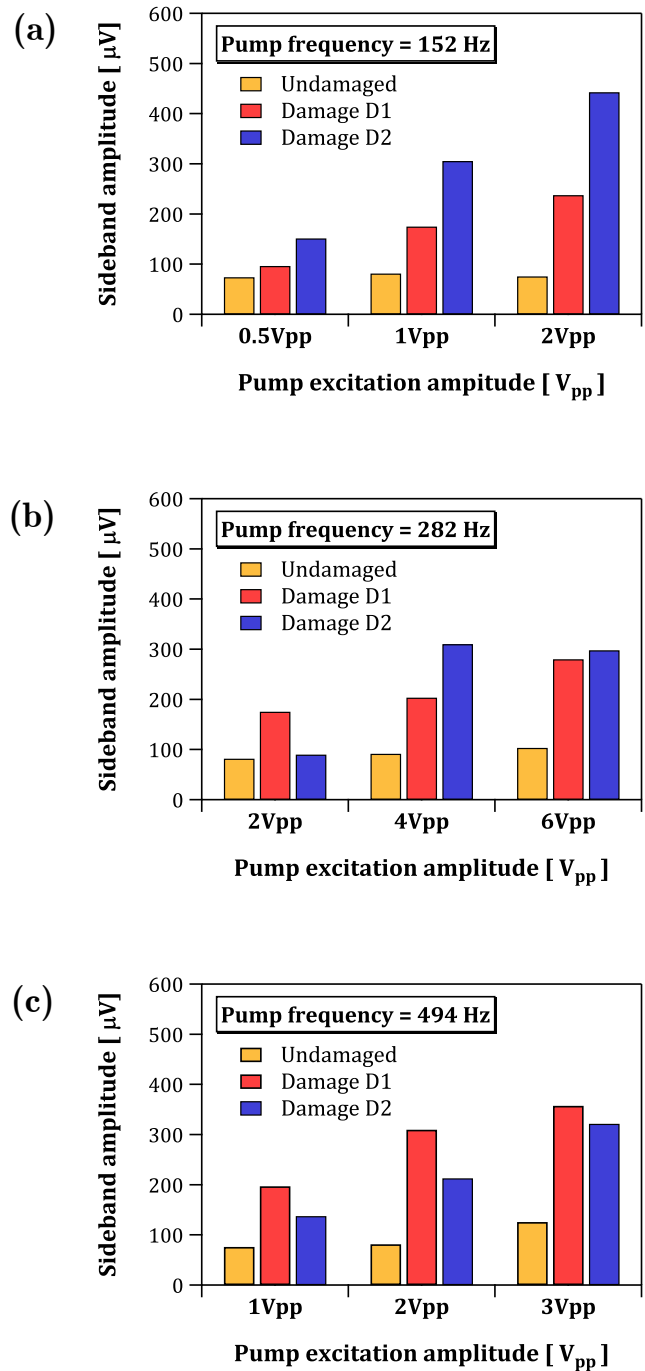 (a)
Pump frequency = 152 Hz
Undamaged
Damage D1
Damage D2
Sideband amplitude [ μV]
600
500
400
300
200
100
0
0.5Vpp 1Vpp 2Vpp
Pump excitation ampitude [ Vpp ]
(b)
Pump frequency = 282 Hz
Undamaged
Damage D1
Damage D2
Sideband amplitude [ μV]
600
500
400
300
200
100
0
2Vpp 4Vpp 6Vpp
Pump excitation amplitude [ Vpp ]
(c)
Pump frequency = 494 Hz
Undamaged
Damage D1
Damage D2
Sideband amplitude [ μV]
600
500
400
300
200
100
0
1Vpp 2Vpp 3Vpp
Pump excitation amplitude [ Vpp ]